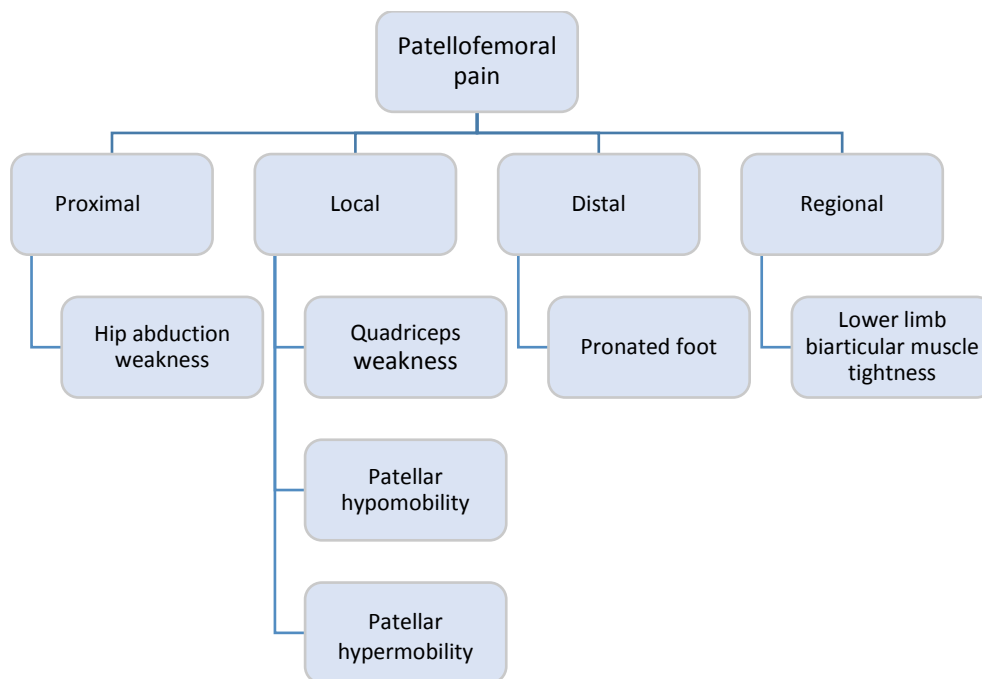 Patellofemoral
pain
Proximal
Local
Distal
Regional
Hip abduction
weakness
Quadriceps
weakness
Pronated foot
Lower limb
biarticular muscle
tightness
Patellar
hypomobility
Patellar
hypermobility